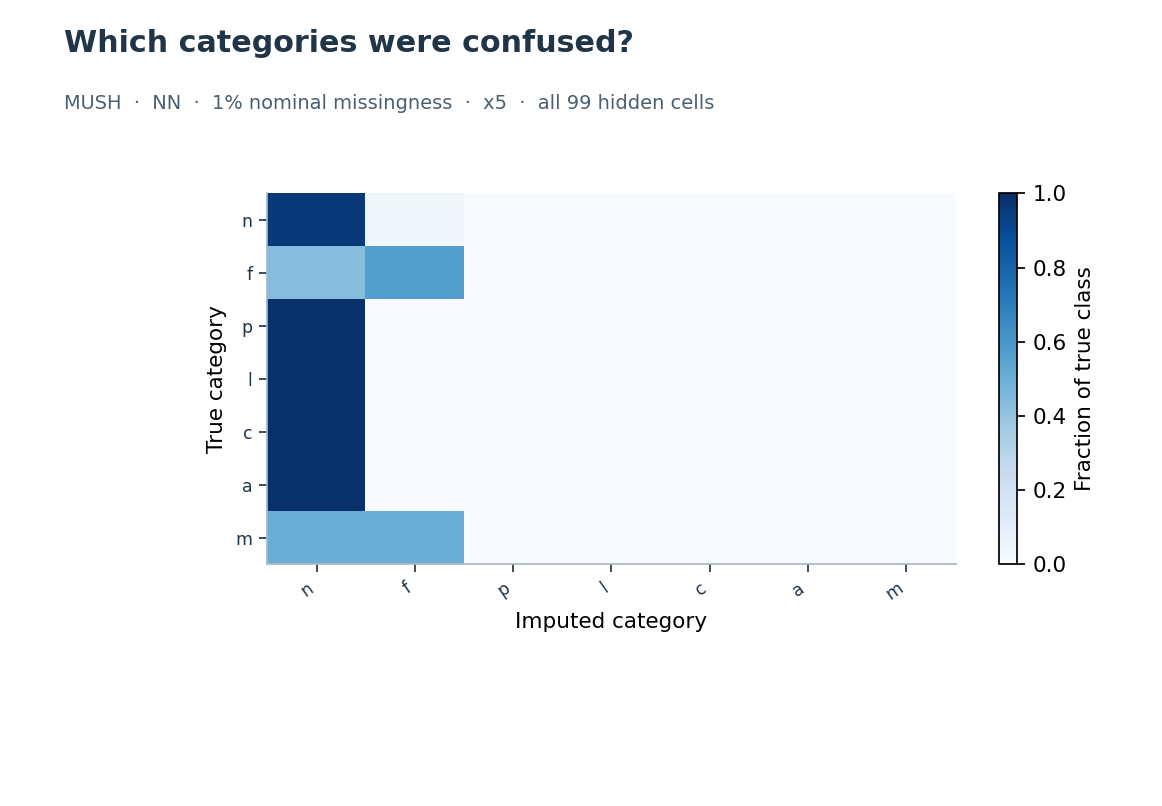 Which categories were confused?
MUSH · NN · 1% nominal missingness · x5 · all 99 hidden cells
True category
n
f
p
l
c
a
m
n f p l c a m
Imputed category
1.0
0.8
0.6
0.4
0.2
0.0
Fraction of true class